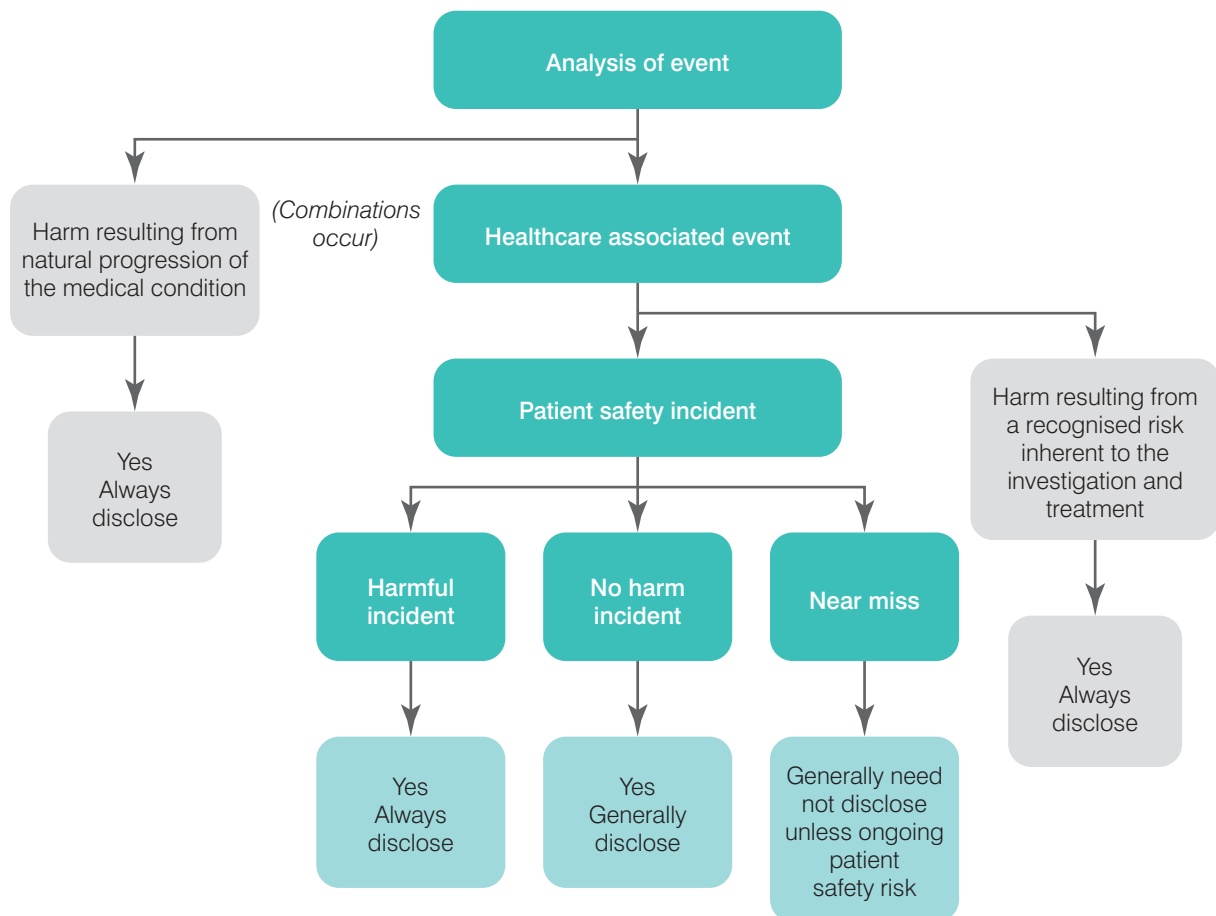 Analysis of event
Harm resulting from
natural progression of
the medical condition
(Combinations
occur)
Healthcare associated event
Patient safety incident
Harm resulting from
a recognised risk
inherent to the
investigation and
treatment
Yes
Always
disclose
Harmful
incident
No harm
incident
Near miss
Yes
Always
disclose
Yes
Always
disclose
Yes
Generally
disclose
Generally need
not disclose
unless ongoing
patient
safety risk